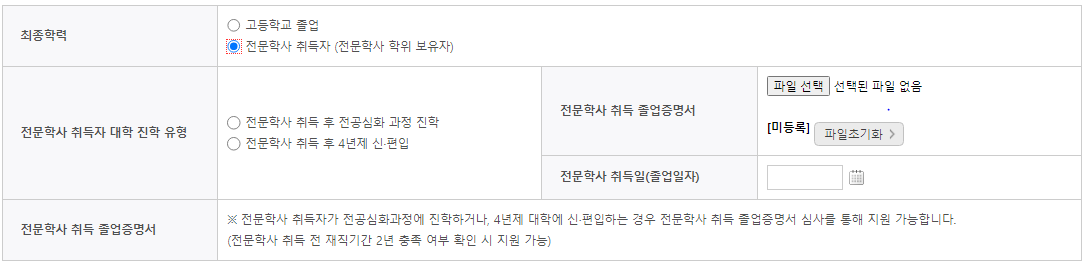 최종학력
고등학교 졸업
전문학사 취득자 (전문학사 학위 보유자)
전문학사 취득자 대학 진학 유형
전문학사 취득 후 전공심화 과정 진학
전문학사 취득 후 4년제 신·편입
전문학사 취득 졸업증명서
파일 선택 선택된 파일 없음
[미등록] 파일초기화
전문학사 취득일(졸업일자)
전문학사 취득 졸업증명서
※ 전문학사 취득자가 전공심화과정에 진학하거나, 4년제 대학에 신·편입하는 경우 전문학사 취득 졸업증명서 심사를 통해 지원 가능합니다.
(전문학사 취득 전 재직기간 2년 충족 여부 확인 시 지원 가능)